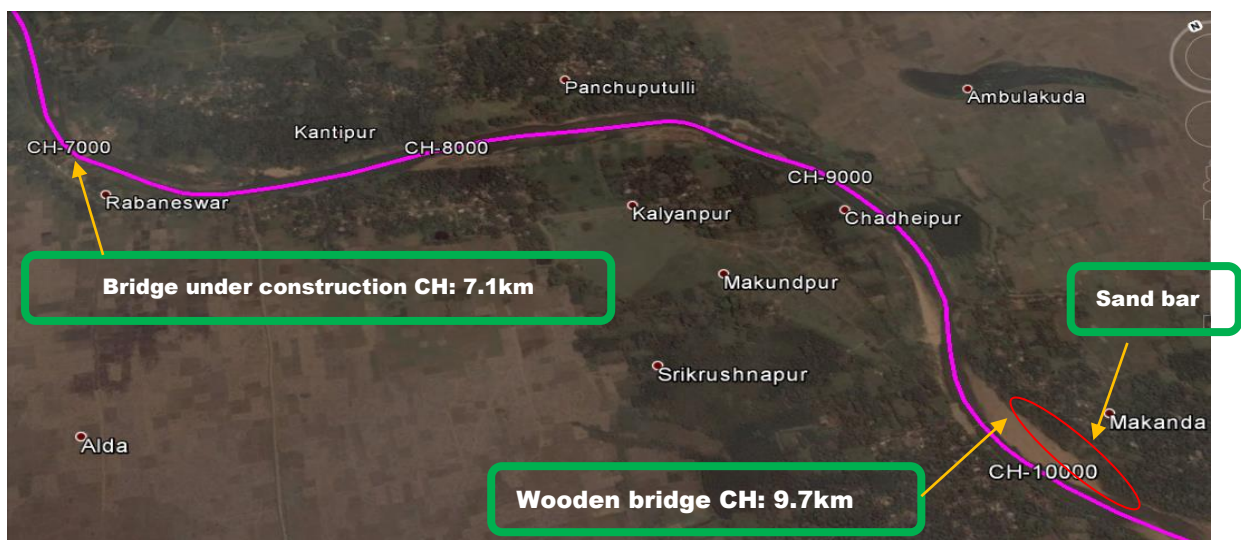 N
Panchuputulli
Ambulakuda
Kantipur
CH-7000
CH-8000
CH-9000
Rabaneswar
Kalyanpur
Chadheipur
Bridge under construction CH: 7.1km
Makundpur
Sand bar
Srikrushnapur
Makanda
Alda
CH-10000
Wooden bridge CH: 9.7km